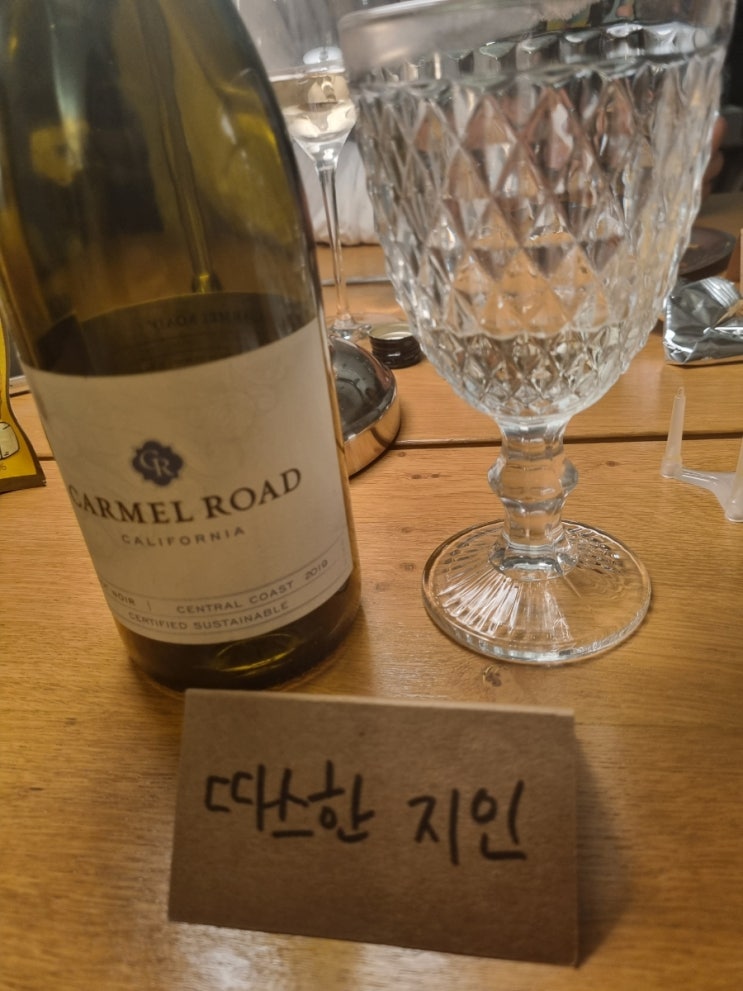 CR
CARMEL ROAD
CALIFORNIA
NOIR | CENTRAL COAST 2019
CERTIFIED SUSTAINABLE
따스한 지인